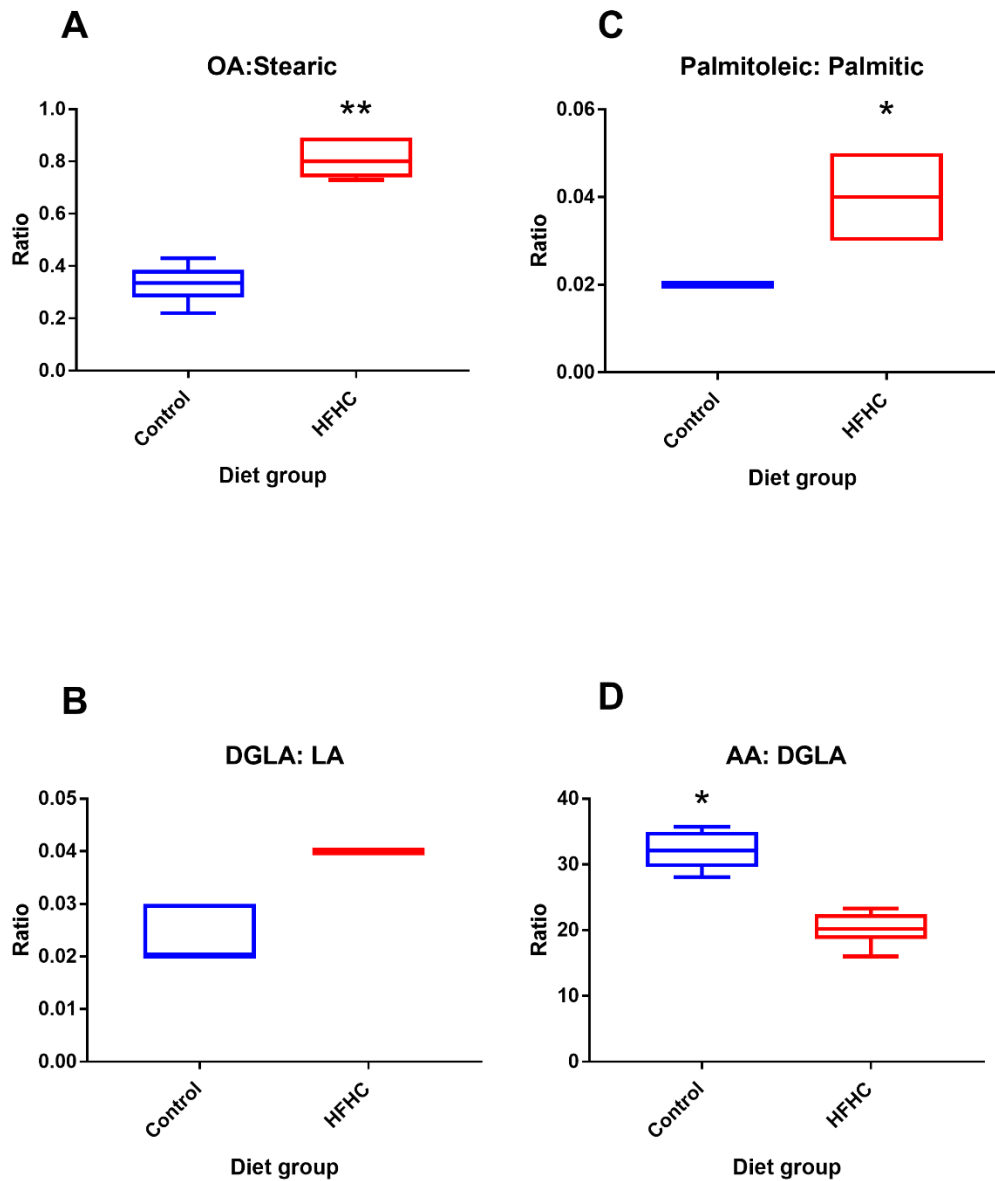 A
OA:Stearic
**
1.0
0.8
0.6
0.4
0.2
0.0
Ratio
Control
HFHC
Diet group
C
Palmitoleic: Palmitic
*
0.06
0.04
0.02
0.00
Ratio
Control
HFHC
Diet group
B
DGLA: LA
0.05
0.04
0.03
0.02
0.01
0.00
Ratio
Control
HFHC
Diet group
D
AA: DGLA
*
40
30
20
10
0
Ratio
Control
HFHC
Diet group